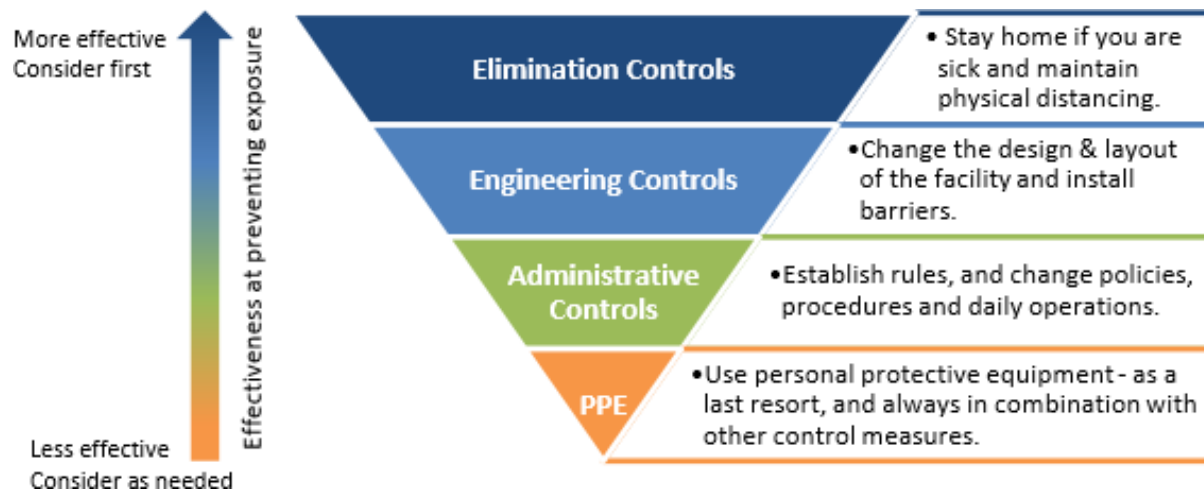 More effective
Consider first
Effectiveness at preventing exposure
Less effective
Consider as needed
Elimination Controls
• Stay home if you are
sick and maintain
physical distancing.
Engineering Controls
•Change the design & layout
of the facility and install
barriers.
Administrative
Controls
•Establish rules, and change policies,
procedures and daily operations.
PPE
•Use personal protective equipment - as a
last resort, and always in combination with
other control measures.